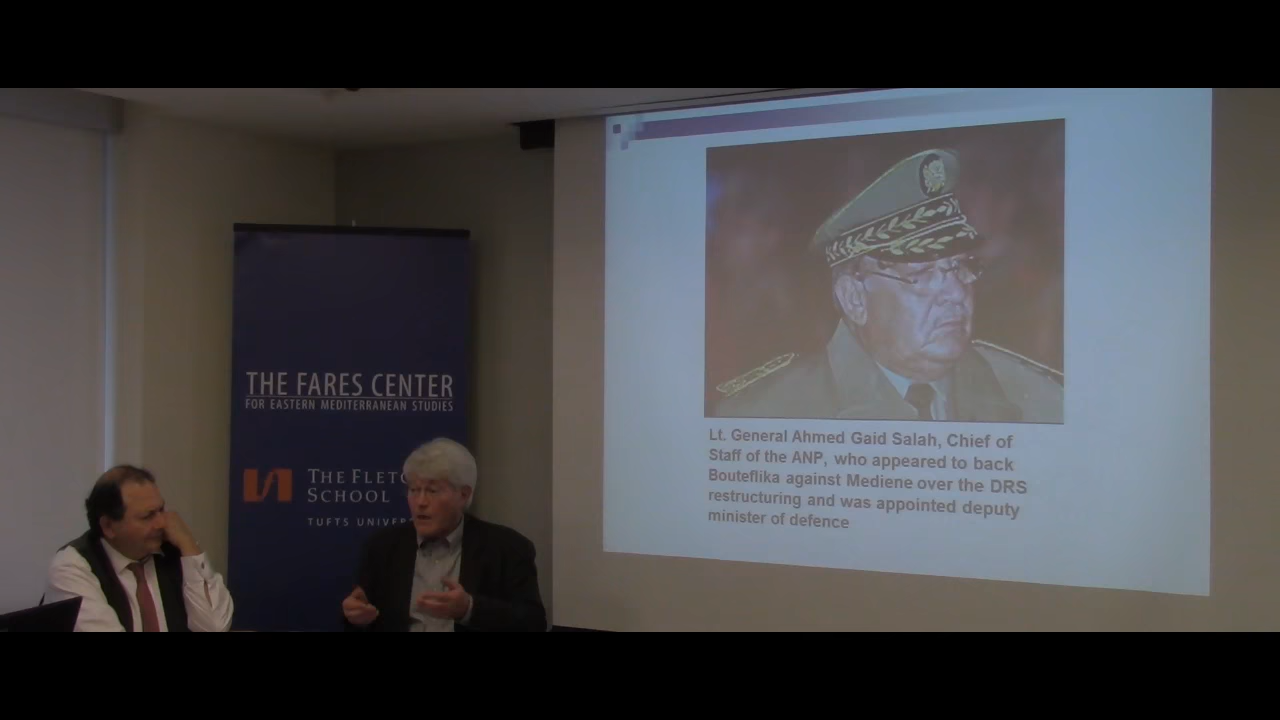 THE FARES CENTER
FOR EASTERN MEDITERRANEAN STUDIES
THE FLETC
SCHOOL
TUFTS UNIVER
Lt. General Ahmed Gaid Salah, Chief of
Staff of the ANP, who appeared to back
Bouteflika against Mediene over the DRS
restructuring and was appointed deputy
minister of defence